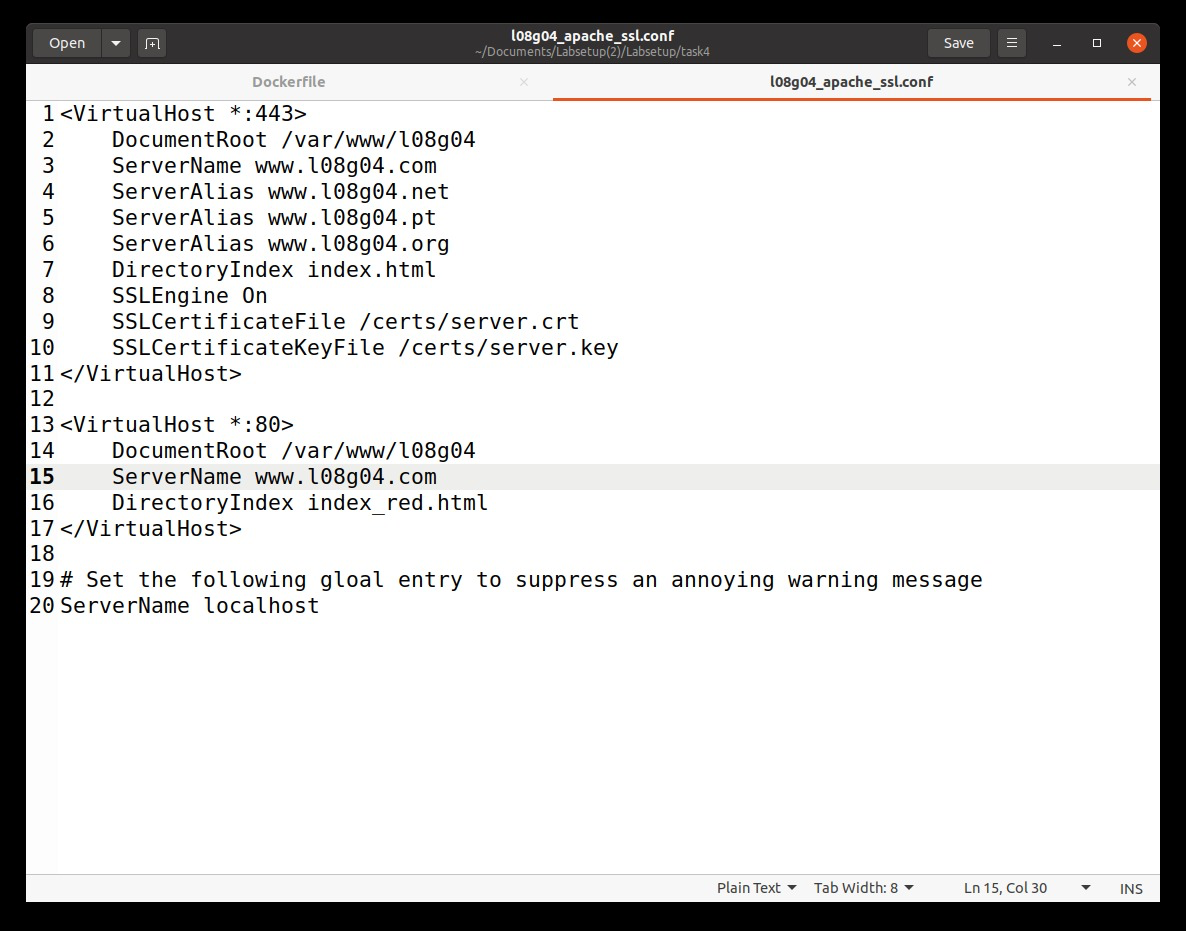 Open
l08g04_apache_ssl.conf
~/Documents/Labsetup(2)/Labsetup/task4
Save
Dockerfile
l08g04_apache_ssl.conf
1 <VirtualHost *:443>
2     DocumentRoot /var/www/l08g04
3     ServerName www.l08g04.com
4     ServerAlias www.l08g04.net
5     ServerAlias www.l08g04.pt
6     ServerAlias www.l08g04.org
7     DirectoryIndex index.html
8     SSLEngine On
9     SSLCertificateFile /certs/server.crt
10     SSLCertificateKeyFile /certs/server.key
11 </VirtualHost>
12
13 <VirtualHost *:80>
14     DocumentRoot /var/www/l08g04
15     ServerName www.l08g04.com
16     DirectoryIndex index_red.html
17 </VirtualHost>
18
19 # Set the following gloal entry to suppress an annoying warning message
20 ServerName localhost
Plain Text Tab Width: 8 Ln 15, Col 30 INS